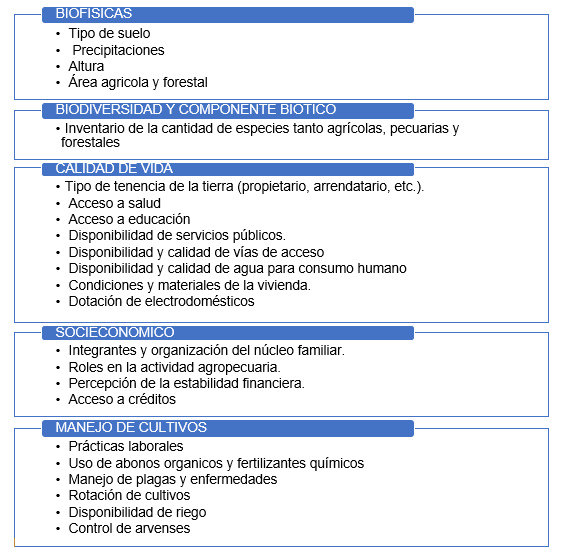 BIOFISICAS
• Tipo de suelo
• Precipitaciones
• Altura
• Área agricola y forestal
BIODIVERSIDAD Y COMPONENTE BIOTICO
• Inventario de la cantidad de especies tanto agrícolas, pecuarias y
forestales
CALIDAD DE VIDA
• Tipo de tenencia de la tierra (propietario, arrendatario, etc.).
• Acceso a salud
• Acceso a educación
• Disponibilidad de servicios públicos.
• Disponibilidad y calidad de vías de acceso
• Disponibilidad y calidad de agua para consumo humano
• Condiciones y materiales de la vivienda.
• Dotación de electrodomésticos
SOCIECONOMICO
• Integrantes y organización del núcleo familiar.
• Roles en la actividad agropecuaria.
• Percepción de la estabilidad financiera.
• Acceso a créditos
MANEJO DE CULTIVOS
• Prácticas laborales
• Uso de abonos organicos y fertilizantes químicos
• Manejo de plagas y enfermedades
• Rotación de cultivos
• Disponibilidad de riego
• Control de arvenses